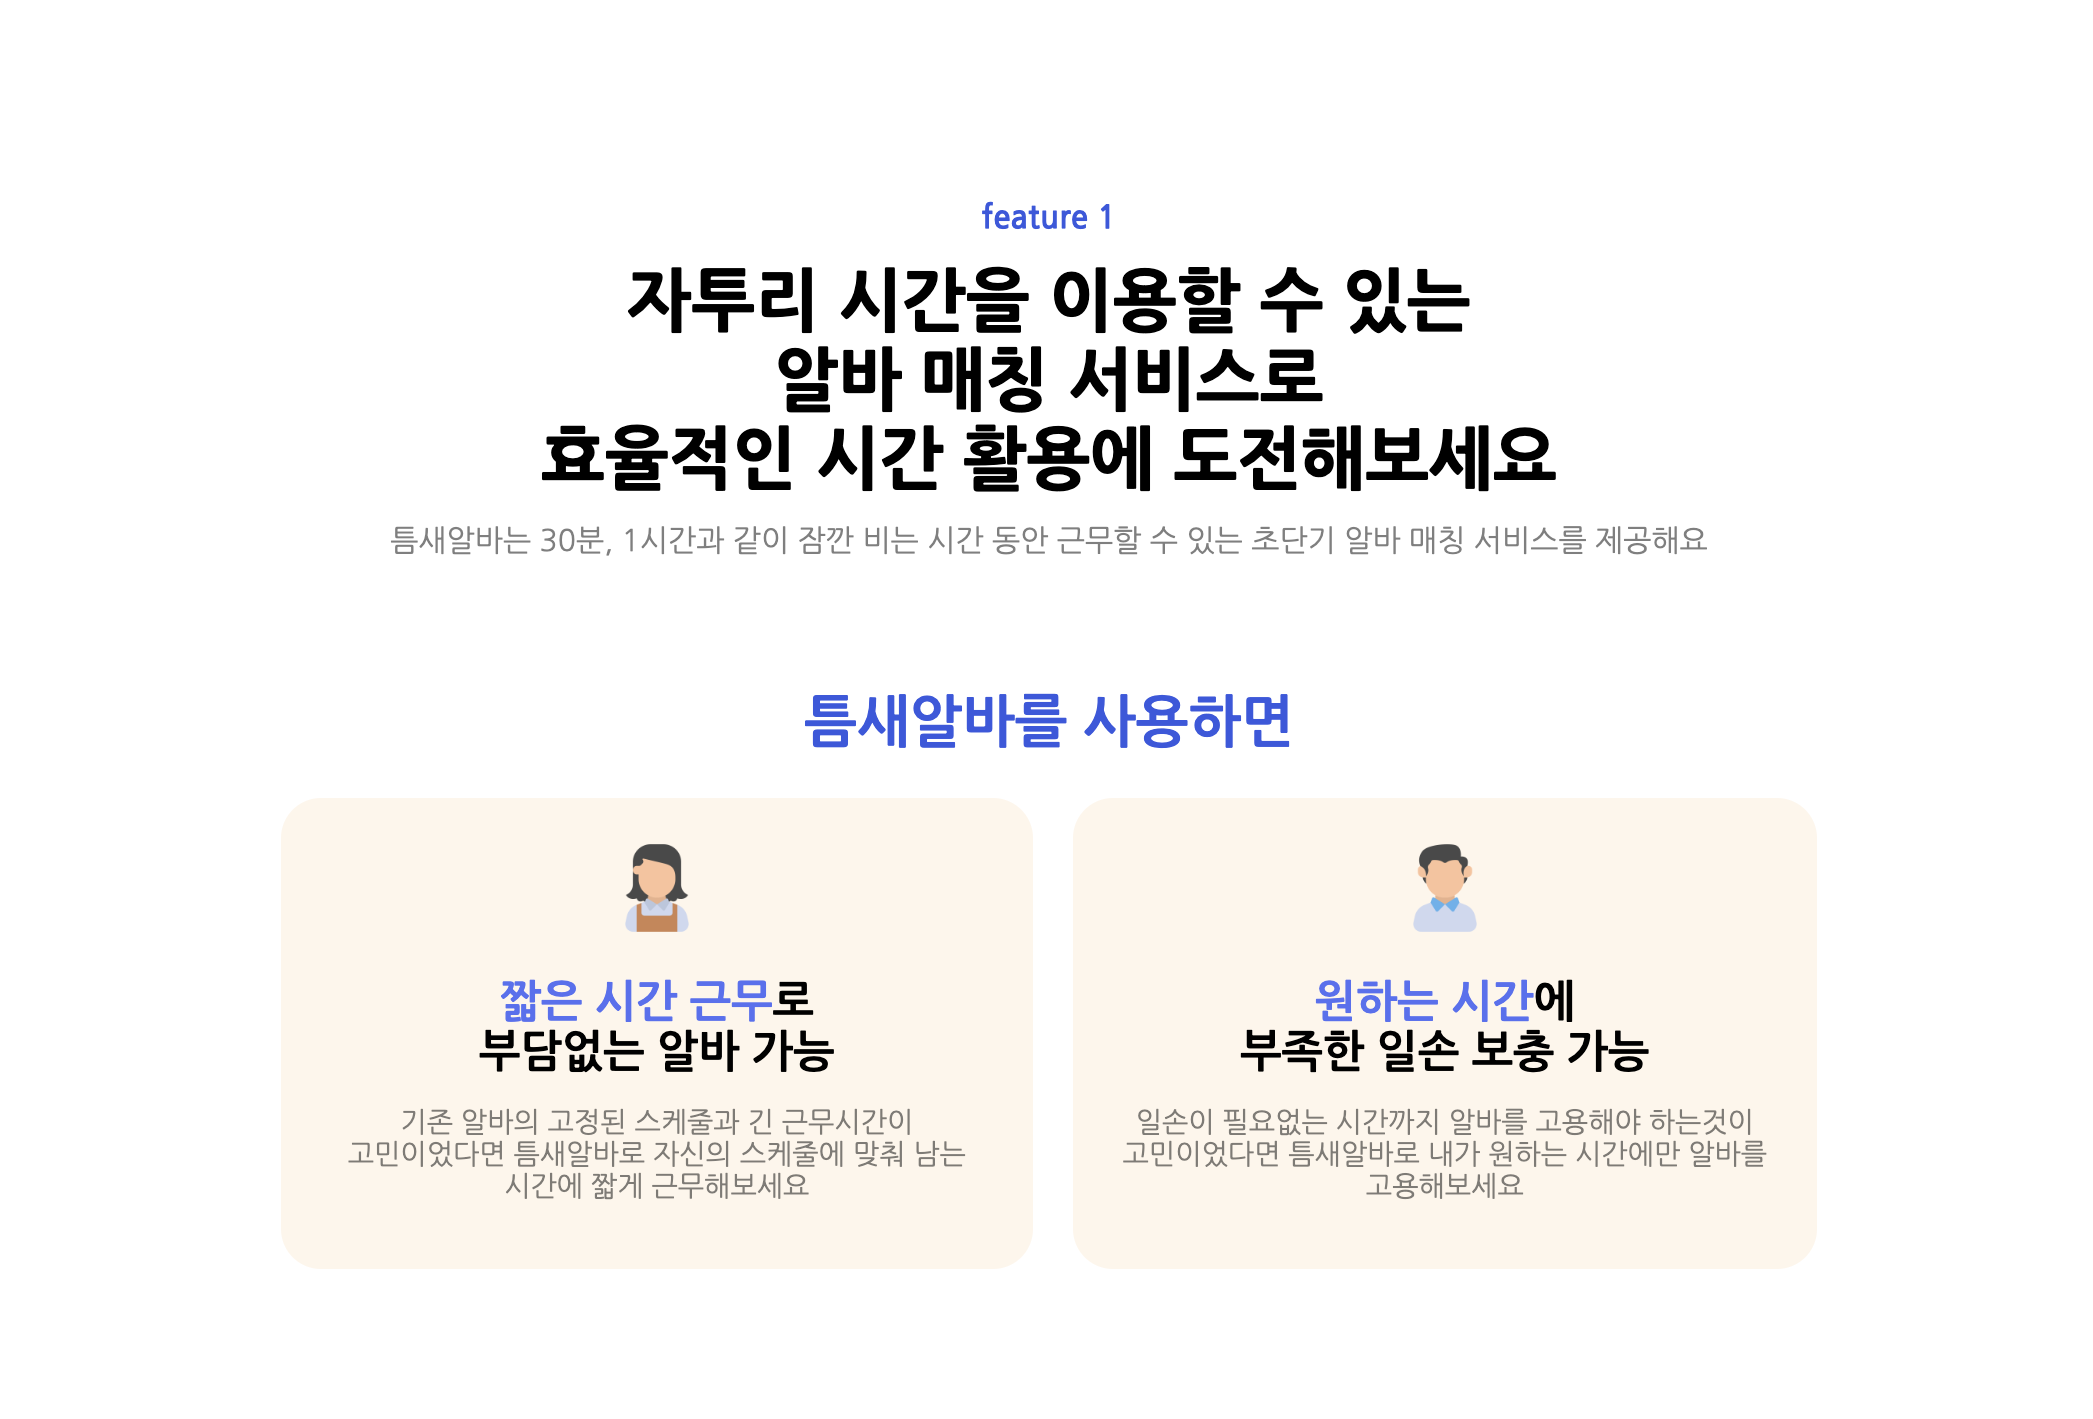 feature 1
자투리 시간을 이용할 수 있는
알바 매칭 서비스로
효율적인 시간 활용에 도전해보세요
틈새알바는 30분, 1시간과 같이 잠깐 비는 시간 동안 근무할 수 있는 초단기 알바 매칭 서비스를 제공해요
틈새알바를 사용하면
짧은 시간 근무로
부담없는 알바 가능
기존 알바의 고정된 스케줄과 긴 근무시간이
고민이었다면 틈새알바로 자신의 스케줄에 맞춰 남는
시간에 짧게 근무해보세요
원하는 시간에
부족한 일손 보충 가능
일손이 필요없는 시간까지 알바를 고용해야 하는것이
고민이었다면 틈새알바로 내가 원하는 시간에만 알바를
고용해보세요